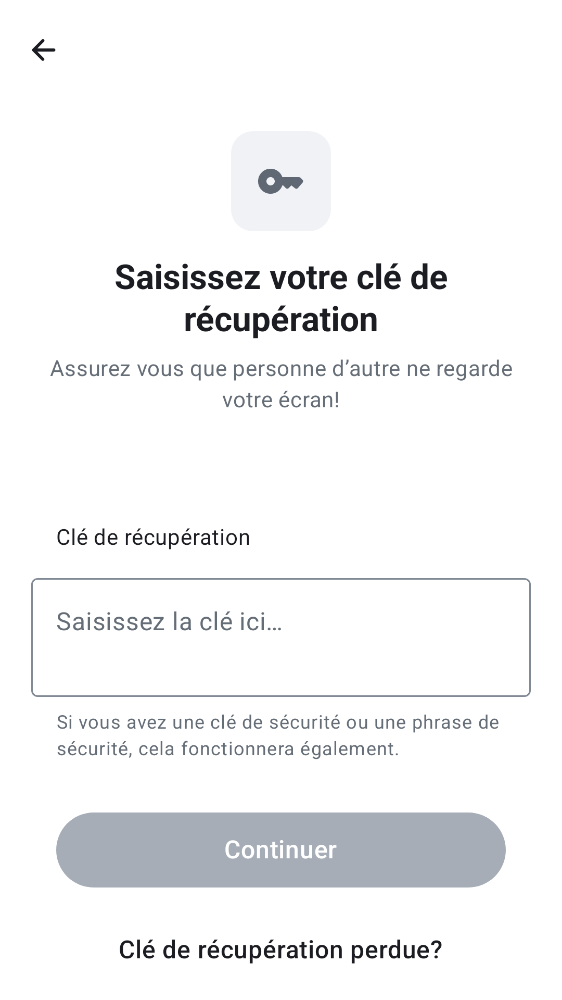 Saisissez votre clé de
récupération
Assurez vous que personne d’autre ne regarde
votre écran!
Clé de récupération
Saisissez la clé ici…
Si vous avez une clé de sécurité ou une phrase de
sécurité, cela fonctionnera également.
Continuer
Clé de récupération perdue?